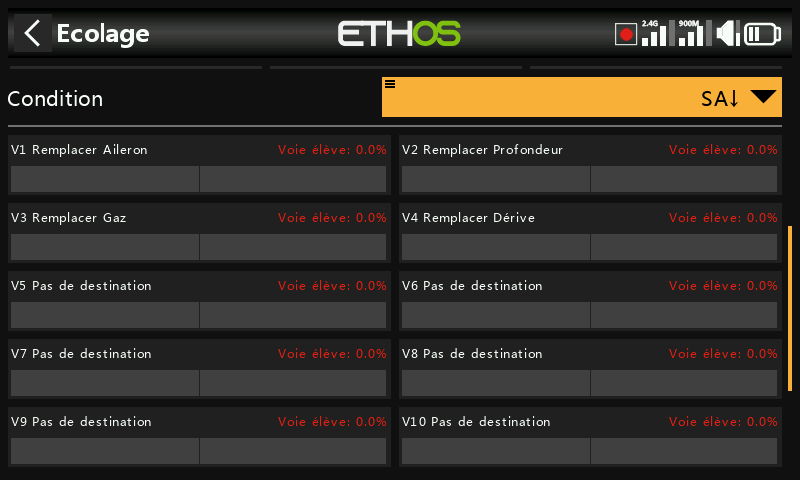 Ecolage
ETHOS
2.4G
900M
Condition
SA↓
V1 Remplacer Aileron
Voie élève: 0.0%
V2 Remplacer Profondeur
Voie élève: 0.0%
V3 Remplacer Gaz
Voie élève: 0.0%
V4 Remplacer Dérive
Voie élève: 0.0%
V5 Pas de destination
Voie élève: 0.0%
V6 Pas de destination
Voie élève: 0.0%
V7 Pas de destination
Voie élève: 0.0%
V8 Pas de destination
Voie élève: 0.0%
V9 Pas de destination
Voie élève: 0.0%
V10 Pas de destination
Voie élève: 0.0%